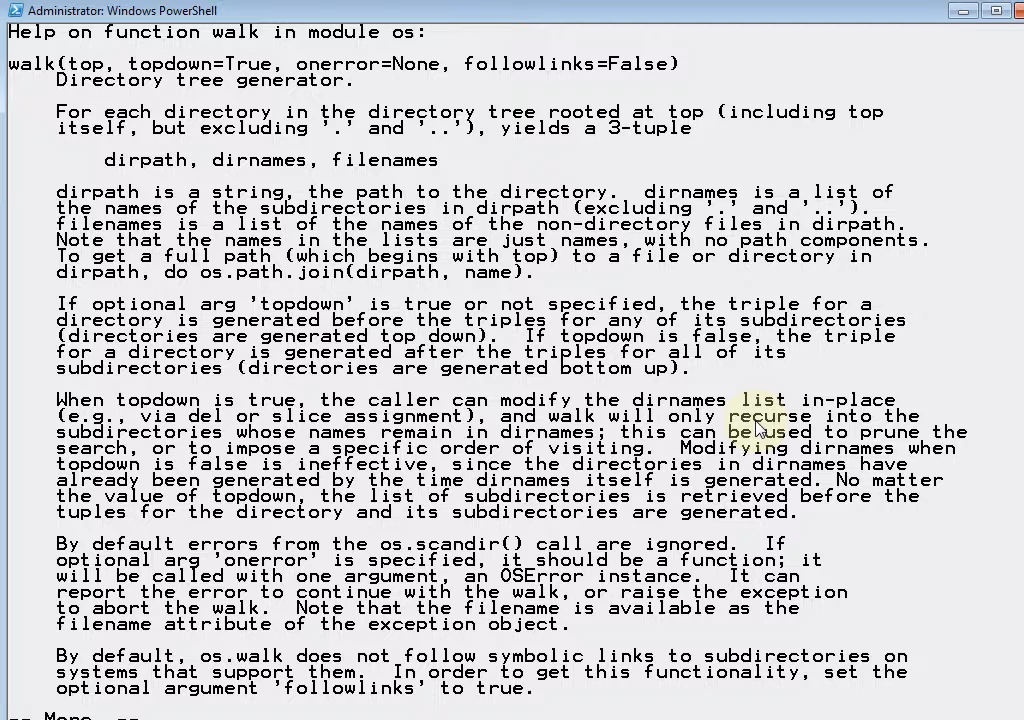 Administrator: Windows PowerShell
Help on function walk in module os:
walk(top, topdown=True, onerror=None, followlinks=False)
Directory tree generator.
For each directory in the directory tree rooted at top (including top
itself, but excluding '.' and '..'), yields a 3-tuple
dirpath, dirnames, filenames
dirpath is a string, the path to the directory.  dirnames is a list of
the names of the subdirectories in dirpath (excluding '.' and '..').
filenames is a list of the names of the non-directory files in dirpath.
Note that the names in the lists are just names, with no path components.
To get a full path (which begins with top) to a file or directory in
dirpath, do os.path.join(dirpath, name).
If optional arg 'topdown' is true or not specified, the triple for a
directory is generated before the triples for any of its subdirectories
(directories are generated top down).  If topdown is false, the triple
for a directory is generated after the triples for all of its
subdirectories (directories are generated bottom up).
When topdown is true, the caller can modify the dirnames list in-place
(e.g., via del or slice assignment), and walk will only recurse into the
subdirectories whose names remain in dirnames; this can be used to prune the
search, or to impose a specific order of visiting.  Modifying dirnames when
topdown is false is ineffective, since the directories in dirnames have
already been generated by the time dirnames itself is generated. No matter
the value of topdown, the list of subdirectories is retrieved before the
tuples for the directory and its subdirectories are generated.
By default errors from the os.scandir() call are ignored.  If
optional arg 'onerror' is specified, it should be a function; it
will be called with one argument, an OSError instance.  It can
report the error to continue with the walk, or raise the exception
to abort the walk.  Note that the filename is available as the
filename attribute of the exception object.
By default, os.walk does not follow symbolic links to subdirectories on
systems that support them.  In order to get this functionality, set the
optional argument 'followlinks' to true.
-- More  --